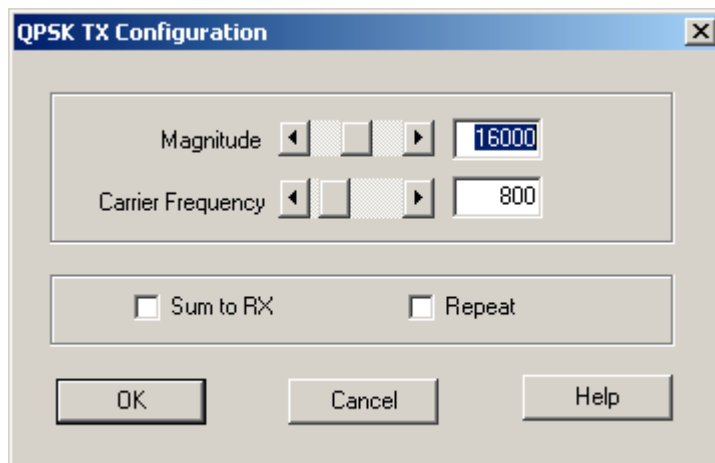 QPSK TX Configuration
Magnitude 16000
Carrier Frequency 800
Sum to RX Repeat
OK Cancel Help